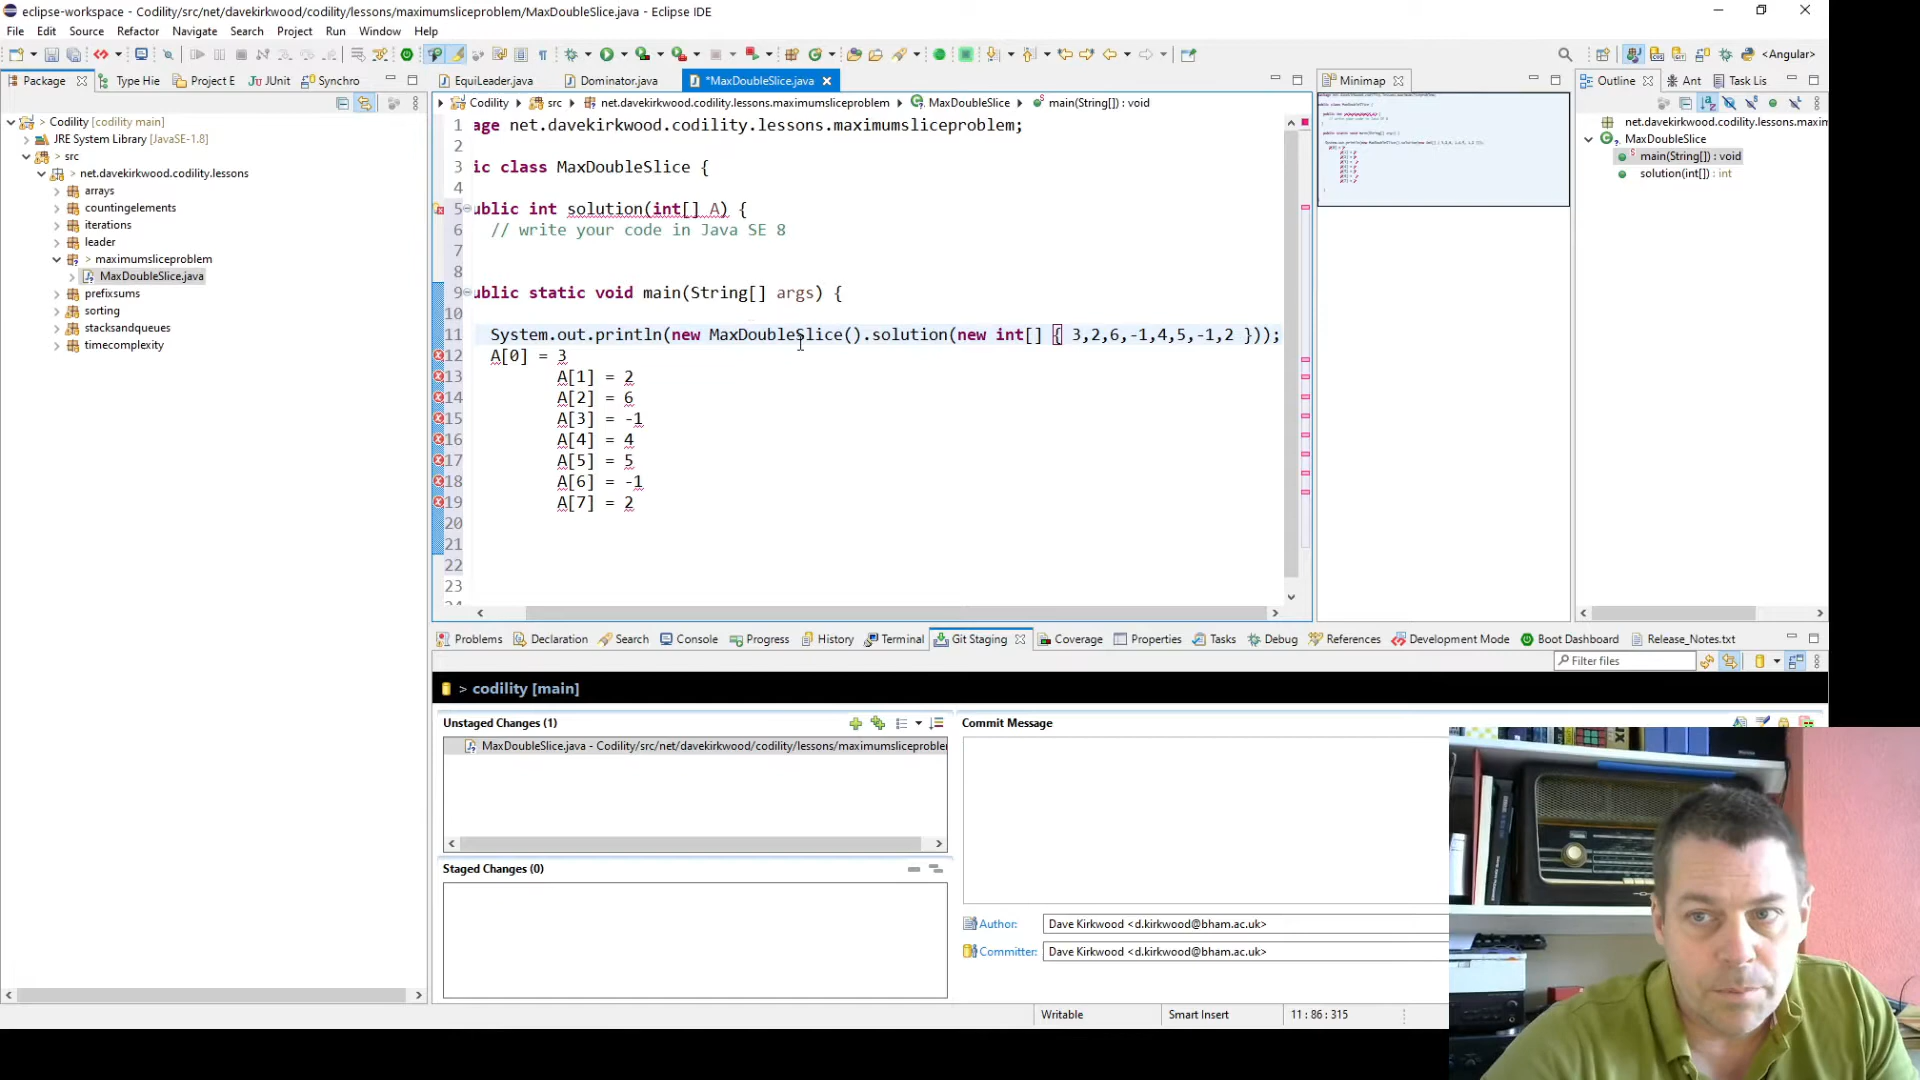 eclipse-workspace - Codility/src/net/davekirkwood/codility/lessons/maximumsliceproblem/MaxDoubleSlice.java - Eclipse IDE
File Edit Source Refactor Navigate Search Project Run Window Help
<Angular>
Package Type Hie Project E JUnit Synchro
EquiLeader.java Dominator.java *MaxDoubleSlice.java
Minimap
Outline Ant Task Lis
Codility src net.davekirkwood.codility.lessons.maximumsliceproblem MaxDoubleSlice main(String[]) : void
Codility [codility main]
JRE System Library [JavaSE-1.8]
src
> net.davekirkwood.codility.lessons
arrays
countingelements
iterations
leader
> maximumsliceproblem
MaxDoubleSlice.java
prefixsums
sorting
stacksandqueues
timecomplexity
1 age net.davekirkwood.codility.lessons.maximumsliceproblem;
2
3 ic class MaxDoubleSlice {
4
5 ublic int solution(int[] A) {
6 // write your code in Java SE 8
7
8
9 ublic static void main(String[] args) {
10
11 System.out.println(new MaxDoubleSlice().solution(new int[] { 3,2,6,-1,4,5,-1,2 }));
12 A[0] = 3
13 A[1] = 2
14 A[2] = 6
15 A[3] = -1
16 A[4] = 4
17 A[5] = 5
18 A[6] = -1
19 A[7] = 2
20
21
22
23
24
net.davekirkwood.codility.lessons.maxim
MaxDoubleSlice
main(String[]) : void
solution(int[]) : int
Problems Declaration Search Console Progress History Terminal Git Staging Coverage Properties Tasks Debug References Development Mode Boot Dashboard Release_Notes.txt
Filter files
> codility [main]
Unstaged Changes (1)
MaxDoubleSlice.java - Codility/src/net/davekirkwood/codility/lessons/maximumsliceproble
Staged Changes (0)
Commit Message
Author: Dave Kirkwood <d.kirkwood@bham.ac.uk>
Committer: Dave Kirkwood <d.kirkwood@bham.ac.uk>
Writable Smart Insert 11 : 86 : 315